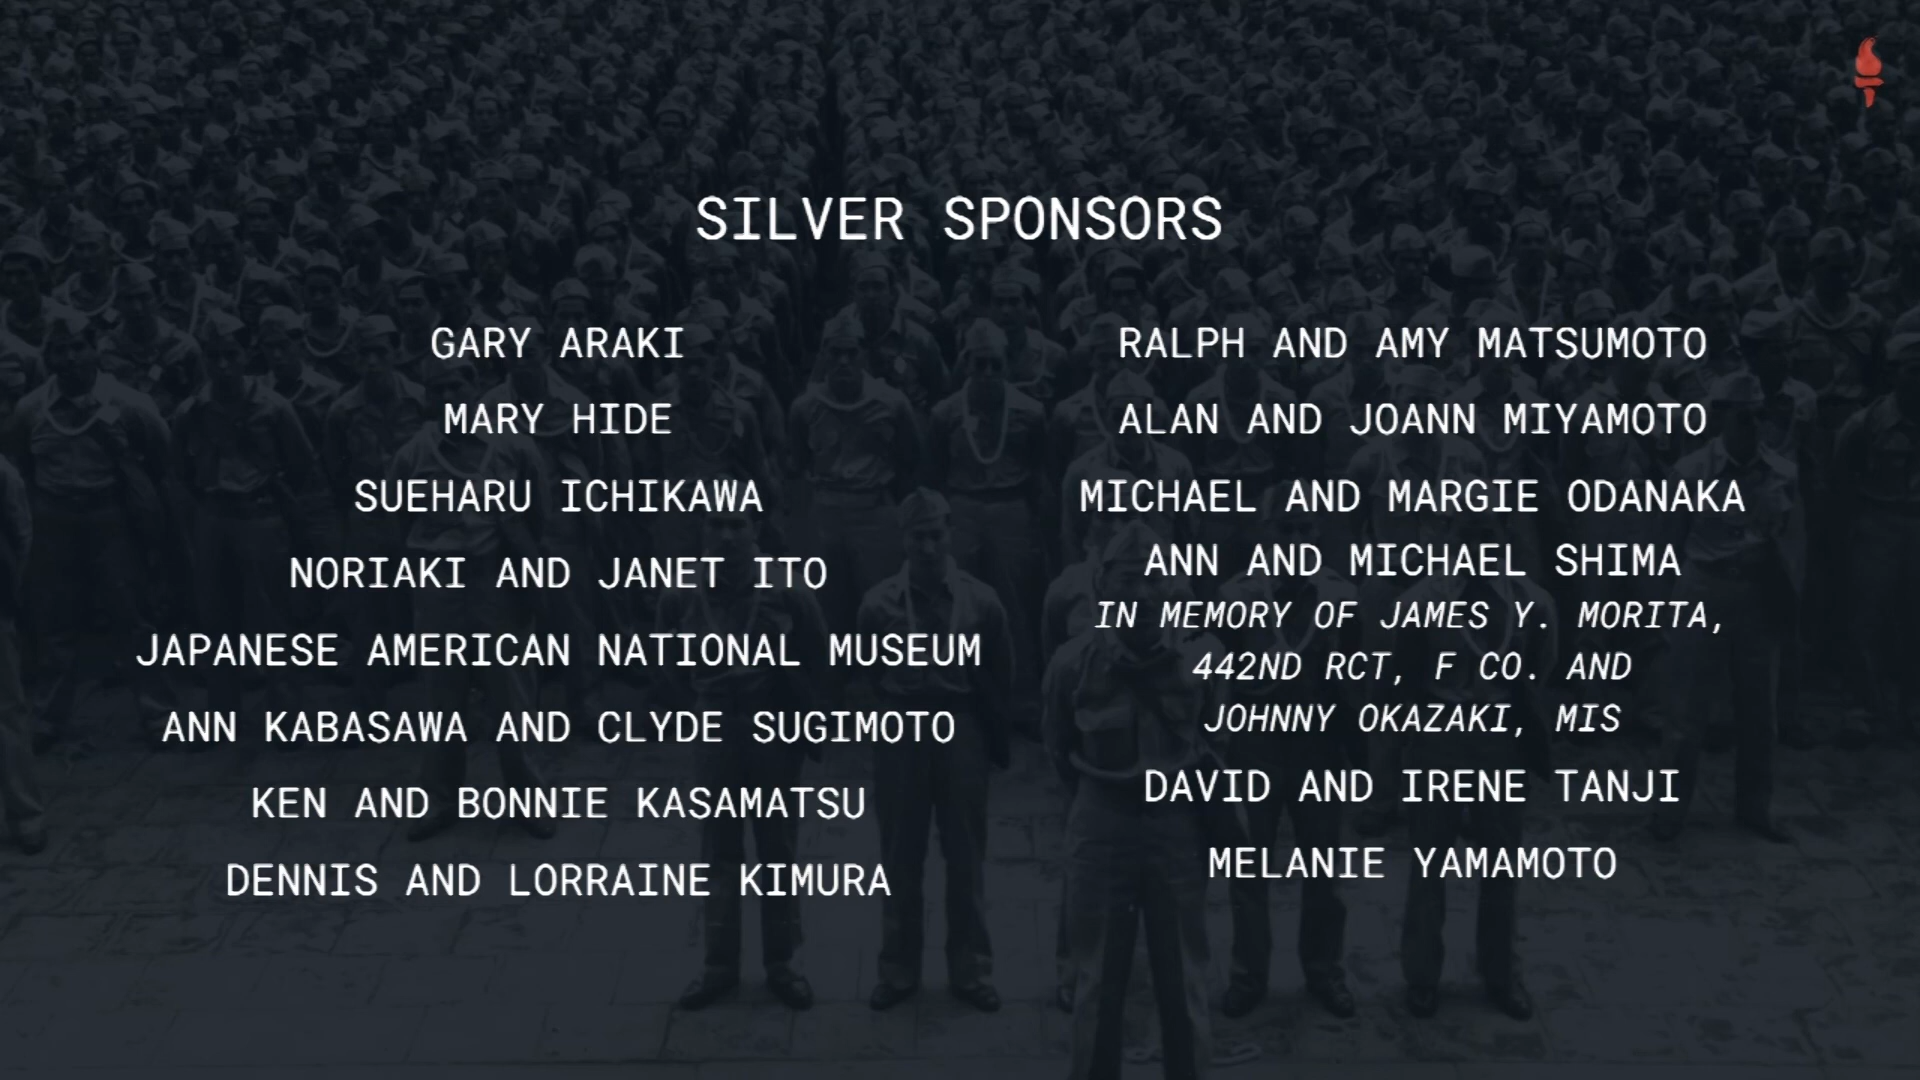 SILVER SPONSORS
GARY ARAKI
MARY HIDE
SUEHARU ICHIKAWA
NORIAKI AND JANET ITO
JAPANESE AMERICAN NATIONAL MUSEUM
ANN KABASAWA AND CLYDE SUGIMOTO
KEN AND BONNIE KASAMATSU
DENNIS AND LORRAINE KIMURA
RALPH AND AMY MATSUMOTO
ALAN AND JOANN MIYAMOTO
MICHAEL AND MARGIE ODANAKA
ANN AND MICHAEL SHIMA
IN MEMORY OF JAMES Y. MORITA,
442ND RCT, F CO. AND
JOHNNY OKAZAKI, MIS
DAVID AND IRENE TANJI
MELANIE YAMAMOTO